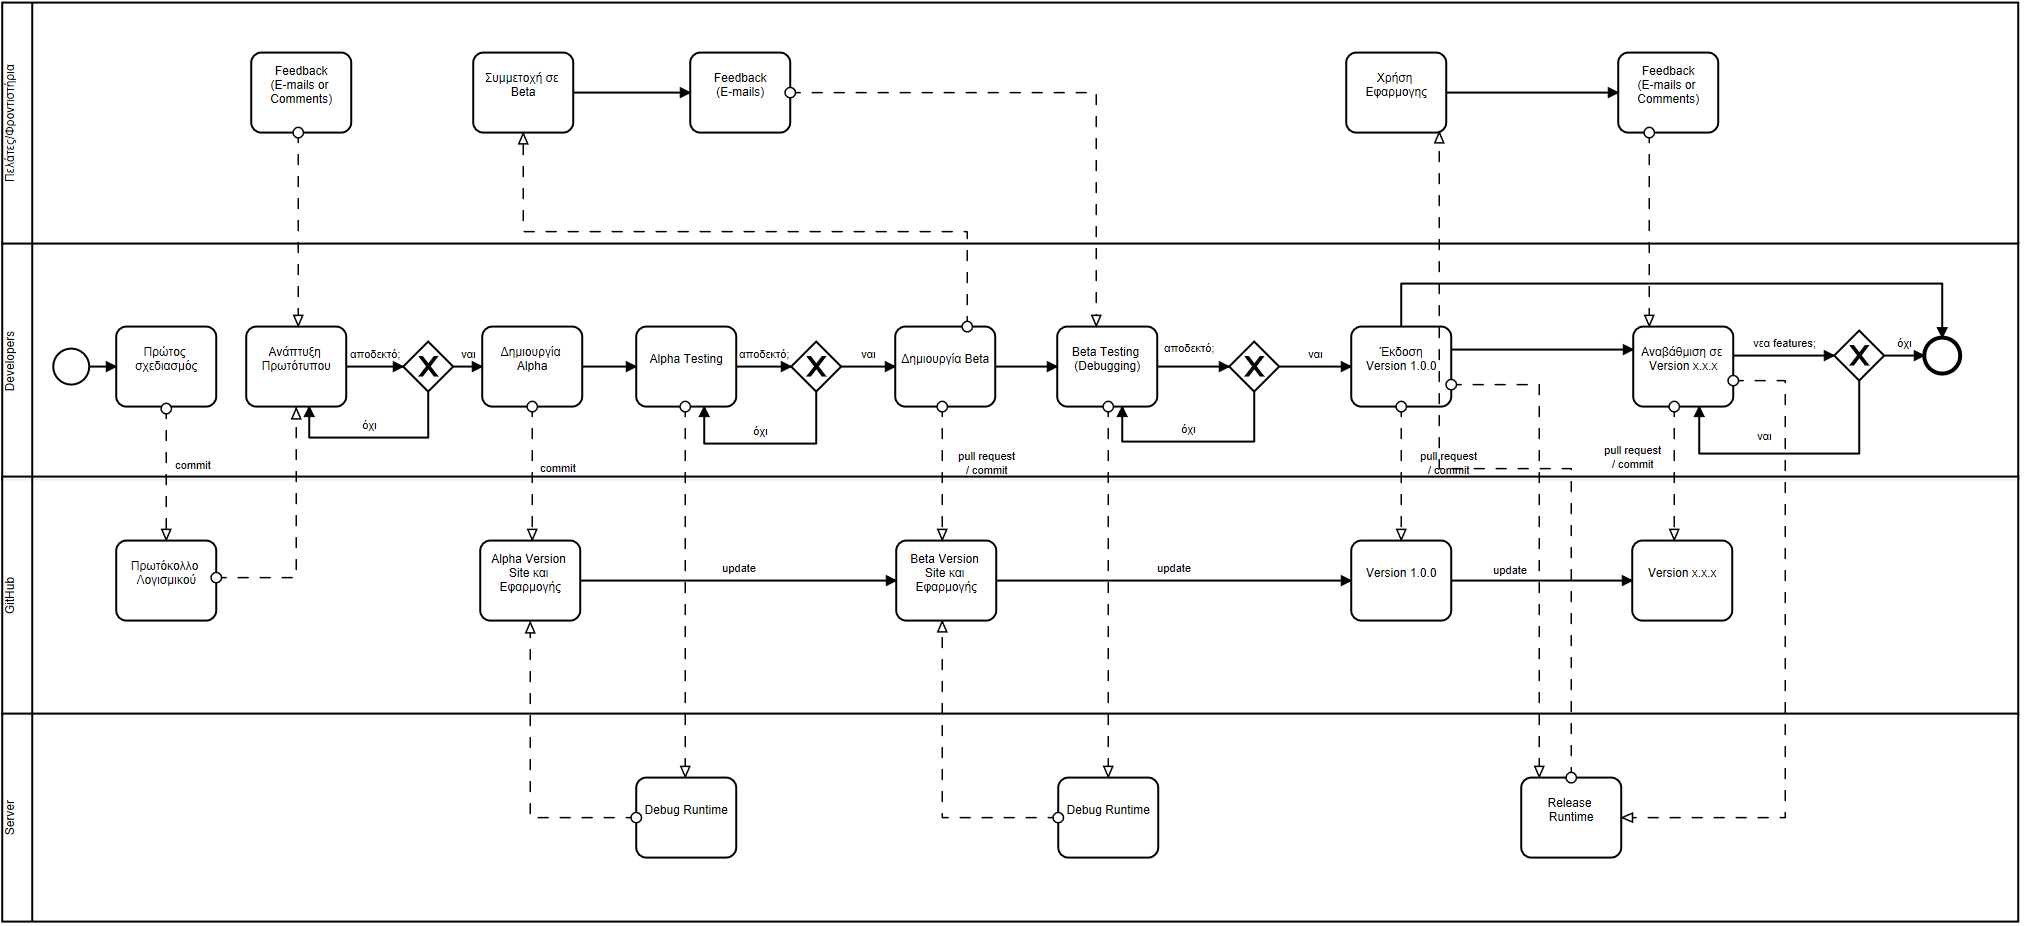 Πελάτες/Φροντιστήρια
Feedback
(E-mails or
Comments)
Συμμετοχή σε
Beta
Feedback
(E-mails)
Χρήση
Εφαρμογης
Feedback
(E-mails or
Comments)
Developers
Πρώτος
σχεδιασμός
Ανάπτυξη
Πρωτότυπου
αποδεκτό;
X
ναι
όχι
Δημιουργία
Alpha
Alpha Testing
αποδεκτό;
X
ναι
όχι
Δημιουργία Beta
Beta Testing
(Debugging)
αποδεκτό;
X
ναι
όχι
Έκδοση
Version 1.0.0
Αναβάθμιση σε
Version x.x.x
νεα features;
X
όχι
ναι
commit
commit
pull request
/ commit
pull request
/ commit
pull request
/ commit
GitHub
Πρωτόκολλο
Λογισμικού
Alpha Version
Site και
Εφαρμογής
update
Beta Version
Site και
Εφαρμογής
update
Version 1.0.0
update
Version x.x.x
Server
Debug Runtime
Debug Runtime
Release
Runtime